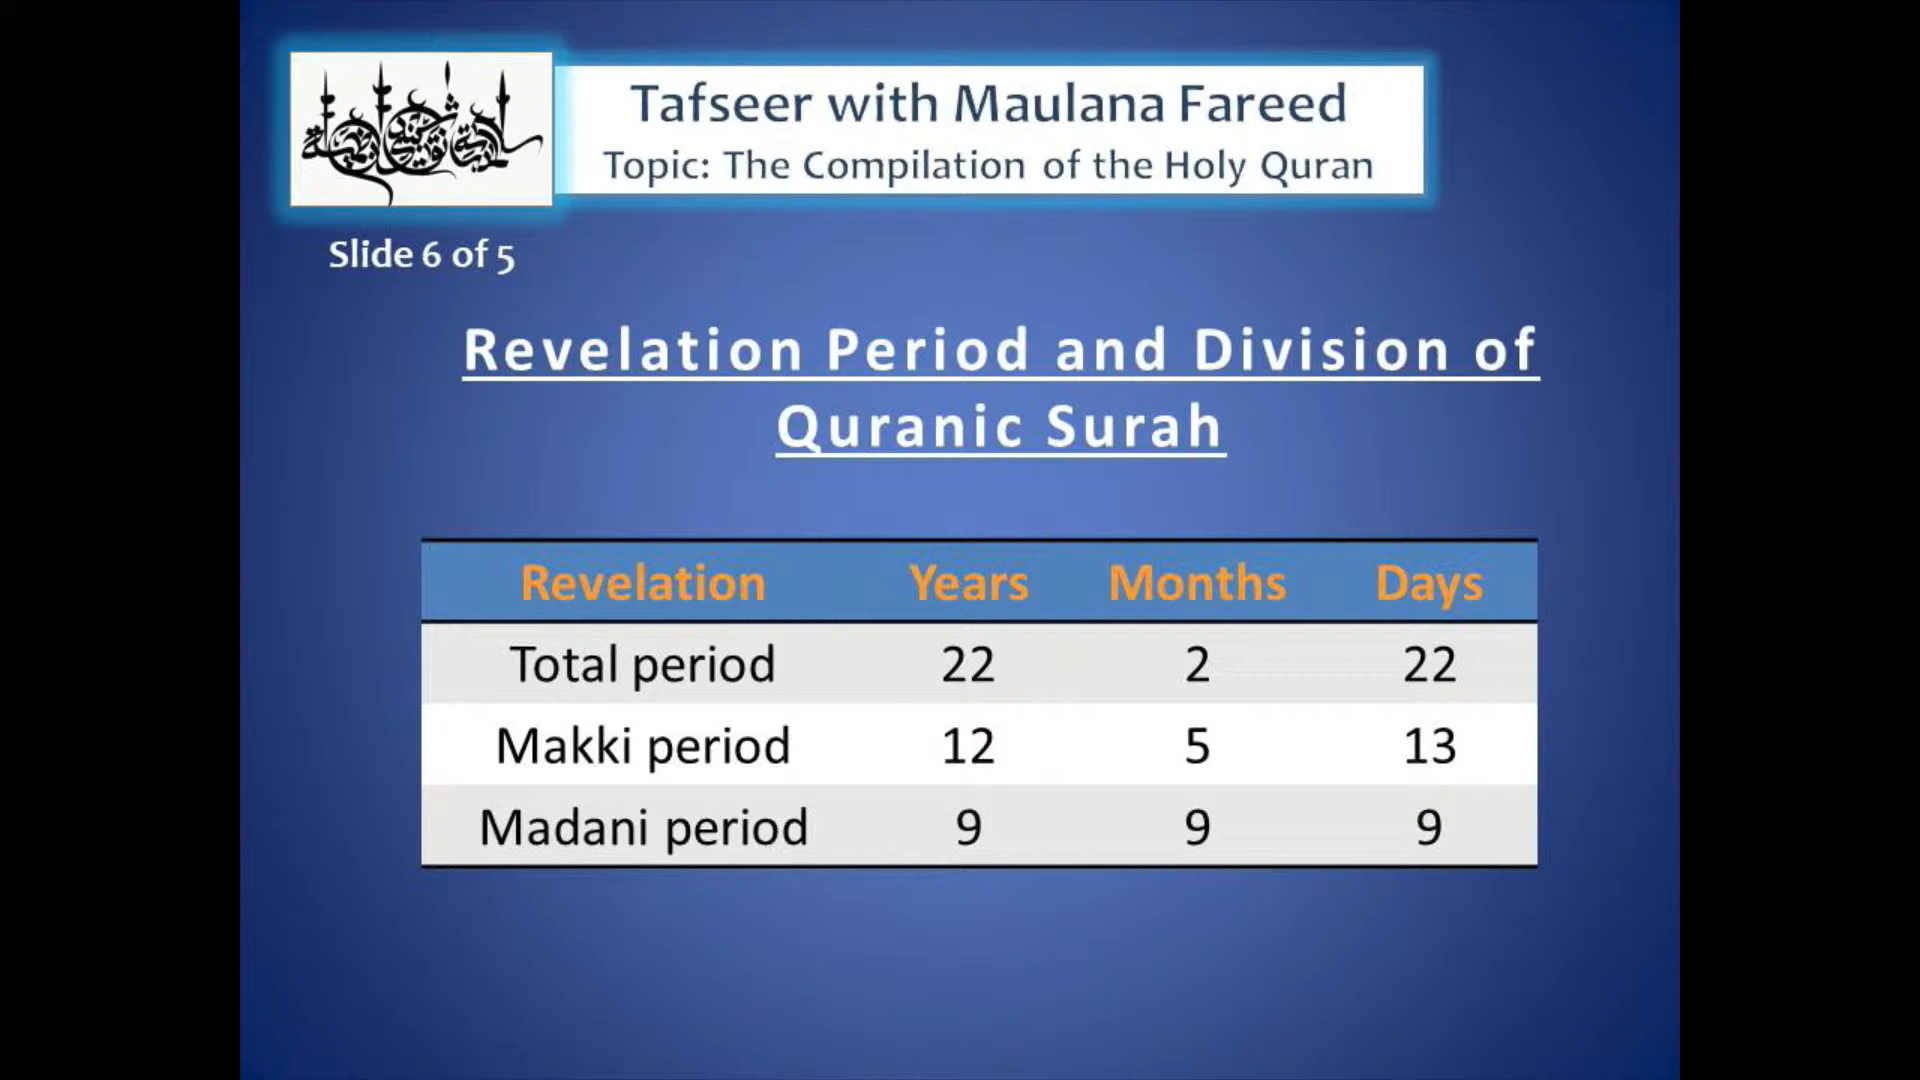 Tafseer with Maulana Fareed
Topic: The Compilation of the Holy Quran
Slide 6 of 5
Revelation Period and Division of
Quranic Surah
Revelation Years Months Days
Total period 22 2 22
Makki period 12 5 13
Madani period 9 9 9